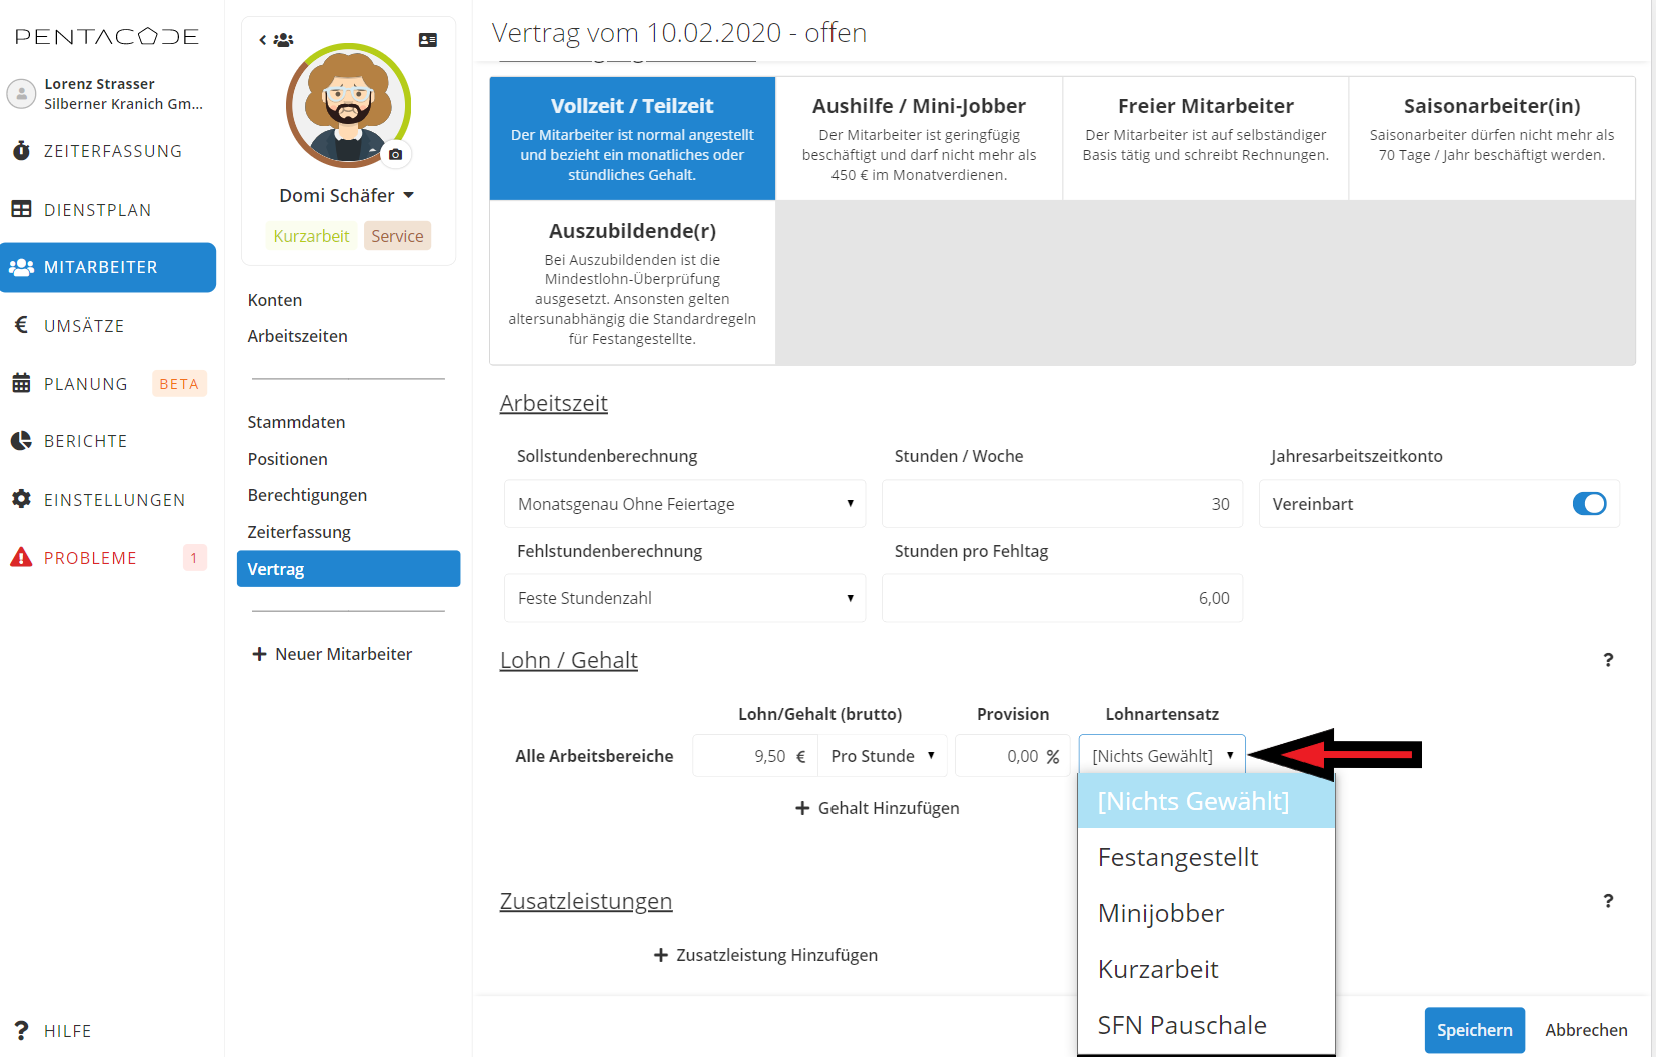 PENTACODE
Lorenz Strasser
Silberner Kranich Gm...
ZEITERFASSUNG
DIENSTPLAN
MITARBEITER
€ UMSÄTZE
PLANUNG BETA
BERICHTE
EINSTELLUNGEN
PROBLEME 1
? HILFE
Domi Schäfer
Kurzarbeit Service
Konten
Arbeitszeiten
Stammdaten
Positionen
Berechtigungen
Zeiterfassung
Vertrag
+ Neuer Mitarbeiter
Vertrag vom 10.02.2020 - offen
Vollzeit / Teilzeit
Der Mitarbeiter ist normal angestellt
und bezieht ein monatliches oder
stündliches Gehalt.
Aushilfe / Mini-Jobber
Der Mitarbeiter ist geringfügig
beschäftigt und darf nicht mehr als
450 € im Monatverdienen.
Freier Mitarbeiter
Der Mitarbeiter ist auf selbständiger
Basis tätig und schreibt Rechnungen.
Saisonarbeiter(in)
Saisonarbeiter dürfen nicht mehr als
70 Tage / Jahr beschäftigt werden.
Auszubildende(r)
Bei Auszubildenden ist die
Mindestlohn-Überprüfung
ausgesetzt. Ansonsten gelten
altersunabhängig die Standardregeln
für Festangestellte.
Arbeitszeit
Sollstundenberechnung Stunden / Woche Jahresarbeitszeitkonto
Monatsgenau Ohne Feiertage 30 Vereinbart
Fehlstundenberechnung Stunden pro Fehltag
Feste Stundenzahl 6,00
Lohn / Gehalt ?
Lohn/Gehalt (brutto) Provision Lohnartensatz
Alle Arbeitsbereiche 9,50 € Pro Stunde 0,00 % [Nichts Gewählt]
+ Gehalt Hinzufügen
[Nichts Gewählt]
Festangestellt
Minijobber
Kurzarbeit
SFN Pauschale
Zusatzleistungen ?
+ Zusatzleistung Hinzufügen
Speichern Abbrechen